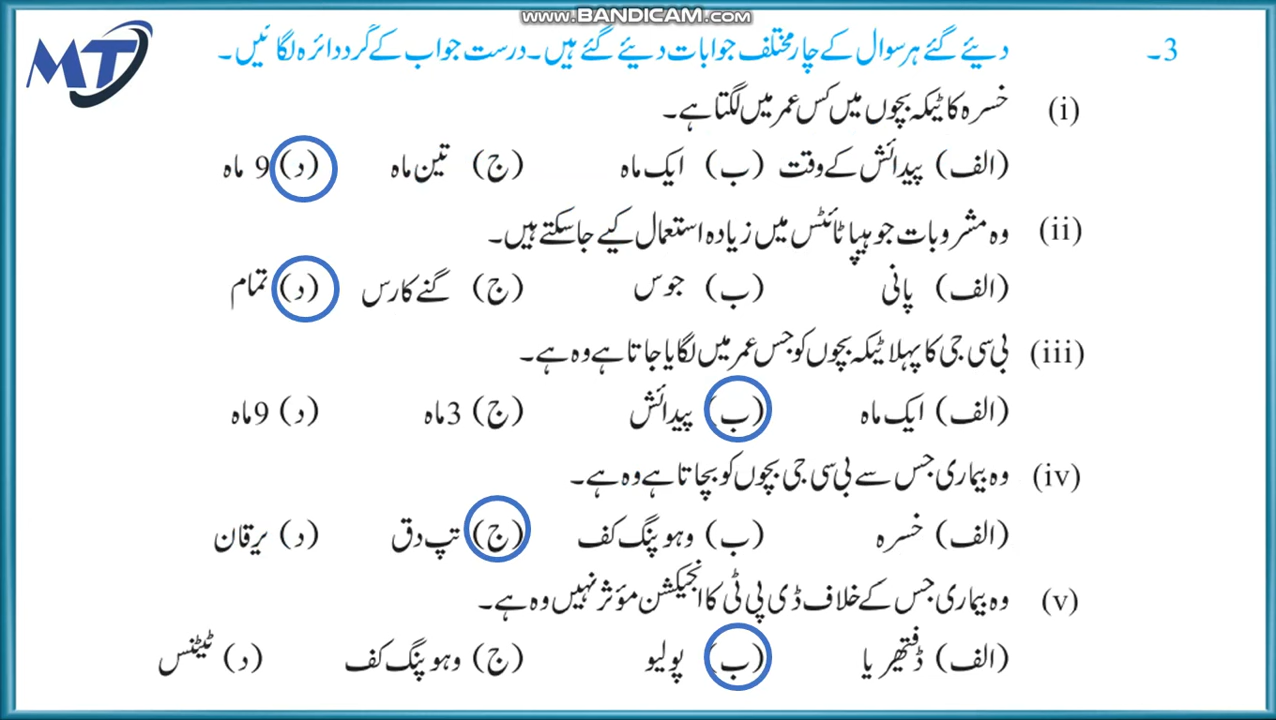 www.BANDICAM.com
MT
3۔ دیئے گئے ہر سوال کے چار مختلف جوابات دیئے گئے ہیں۔ درست جواب کے گرد دائرہ لگائیں۔
(i) خسرہ کا ٹیکہ بچوں میں کس عمر میں لگتا ہے۔
(الف) پیدائش کے وقت (ب) ایک ماہ (ج) تین ماہ (د) 9 ماہ
(ii) وہ مشروبات جو ہیپاٹائٹس میں زیادہ استعمال کیے جا سکتے ہیں۔
(الف) پانی (ب) جوس (ج) گنے کا رس (د) تمام
(iii) بی سی جی کا پہلا ٹیکہ بچوں کو جس عمر میں لگایا جاتا ہے وہ ہے۔
(الف) ایک ماہ (ب) پیدائش (ج) 3 ماہ (د) 9 ماہ
(iv) وہ بیماری جس سے بی سی جی بچوں کو بچاتا ہے وہ ہے۔
(الف) خسرہ (ب) وہوپنگ کف (ج) تپ دق (د) یرقان
(v) وہ بیماری جس کے خلاف ڈی پی ٹی کا انجیکشن مؤثر نہیں وہ ہے۔
(الف) ڈفتھیریا (ب) پولیو (ج) وہوپنگ کف (د) ٹیٹنس